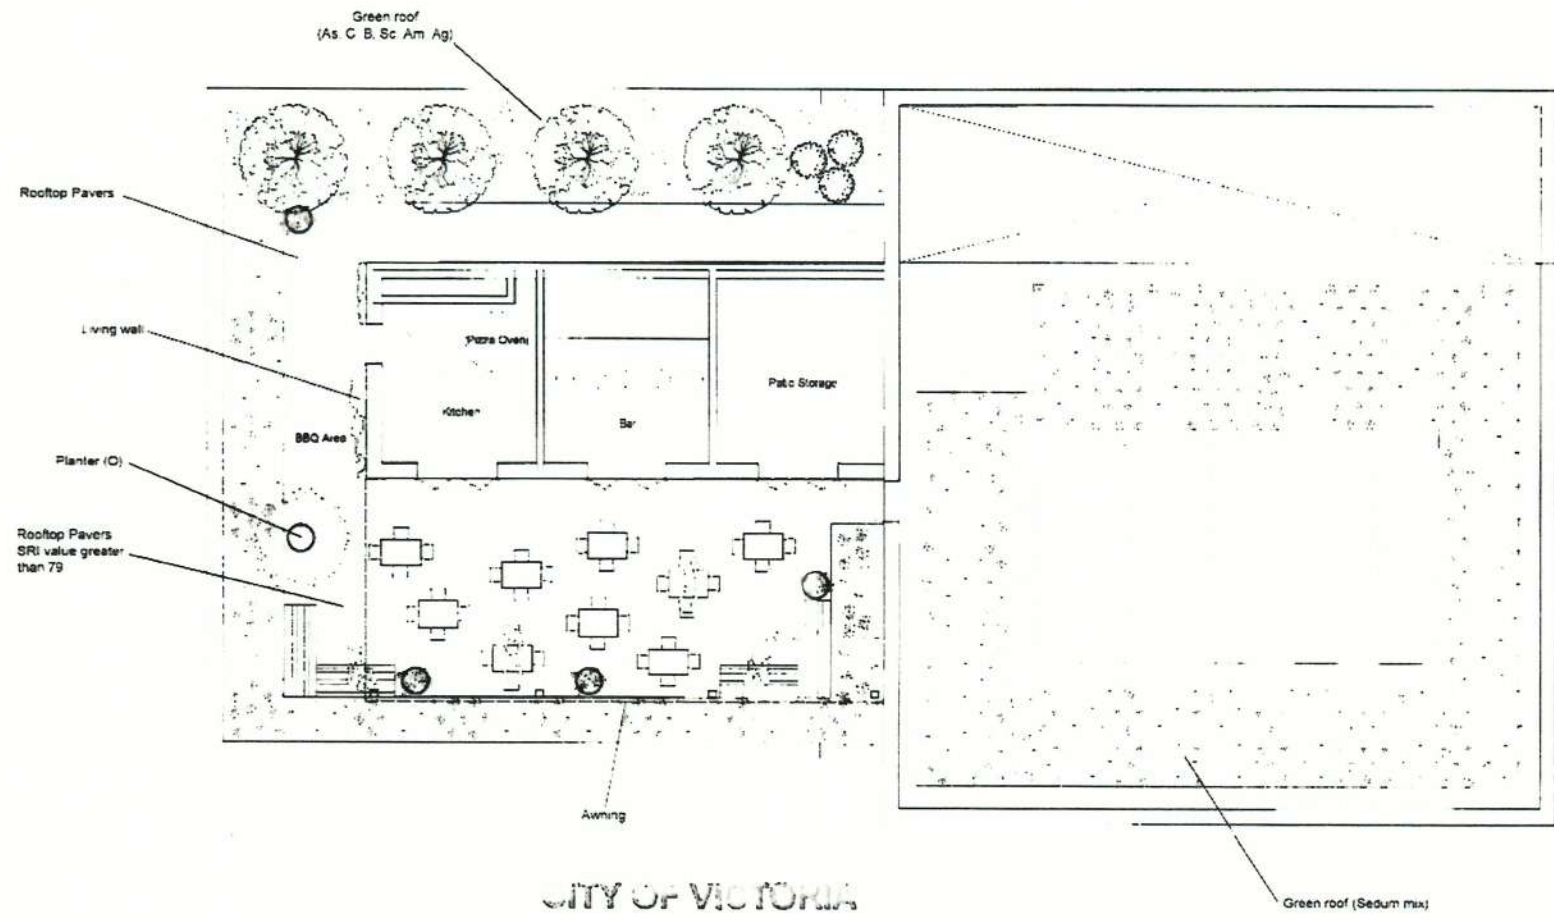 Green roof
(As. C B, Sc. Am Ag)
Rooftop Pavers
Living wall
Pizza Oven
Kitchen
Bar
Patio Storage
BBQ Area
Planter (O)
Rooftop Pavers
SRI value greater
than 79
Awning
CITY OF VICTORIA
Green roof (Sedum mix)